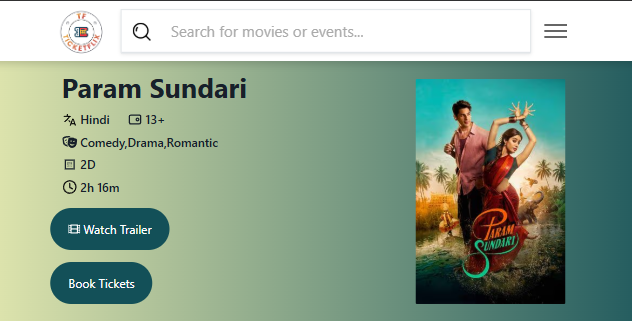 TF
TICKETFLIX
Search for movies or events...
Param Sundari
Hindi 13+
Comedy,Drama,Romantic
2D
2h 16m
Watch Trailer
Book Tickets
PARAM
SUNDARI